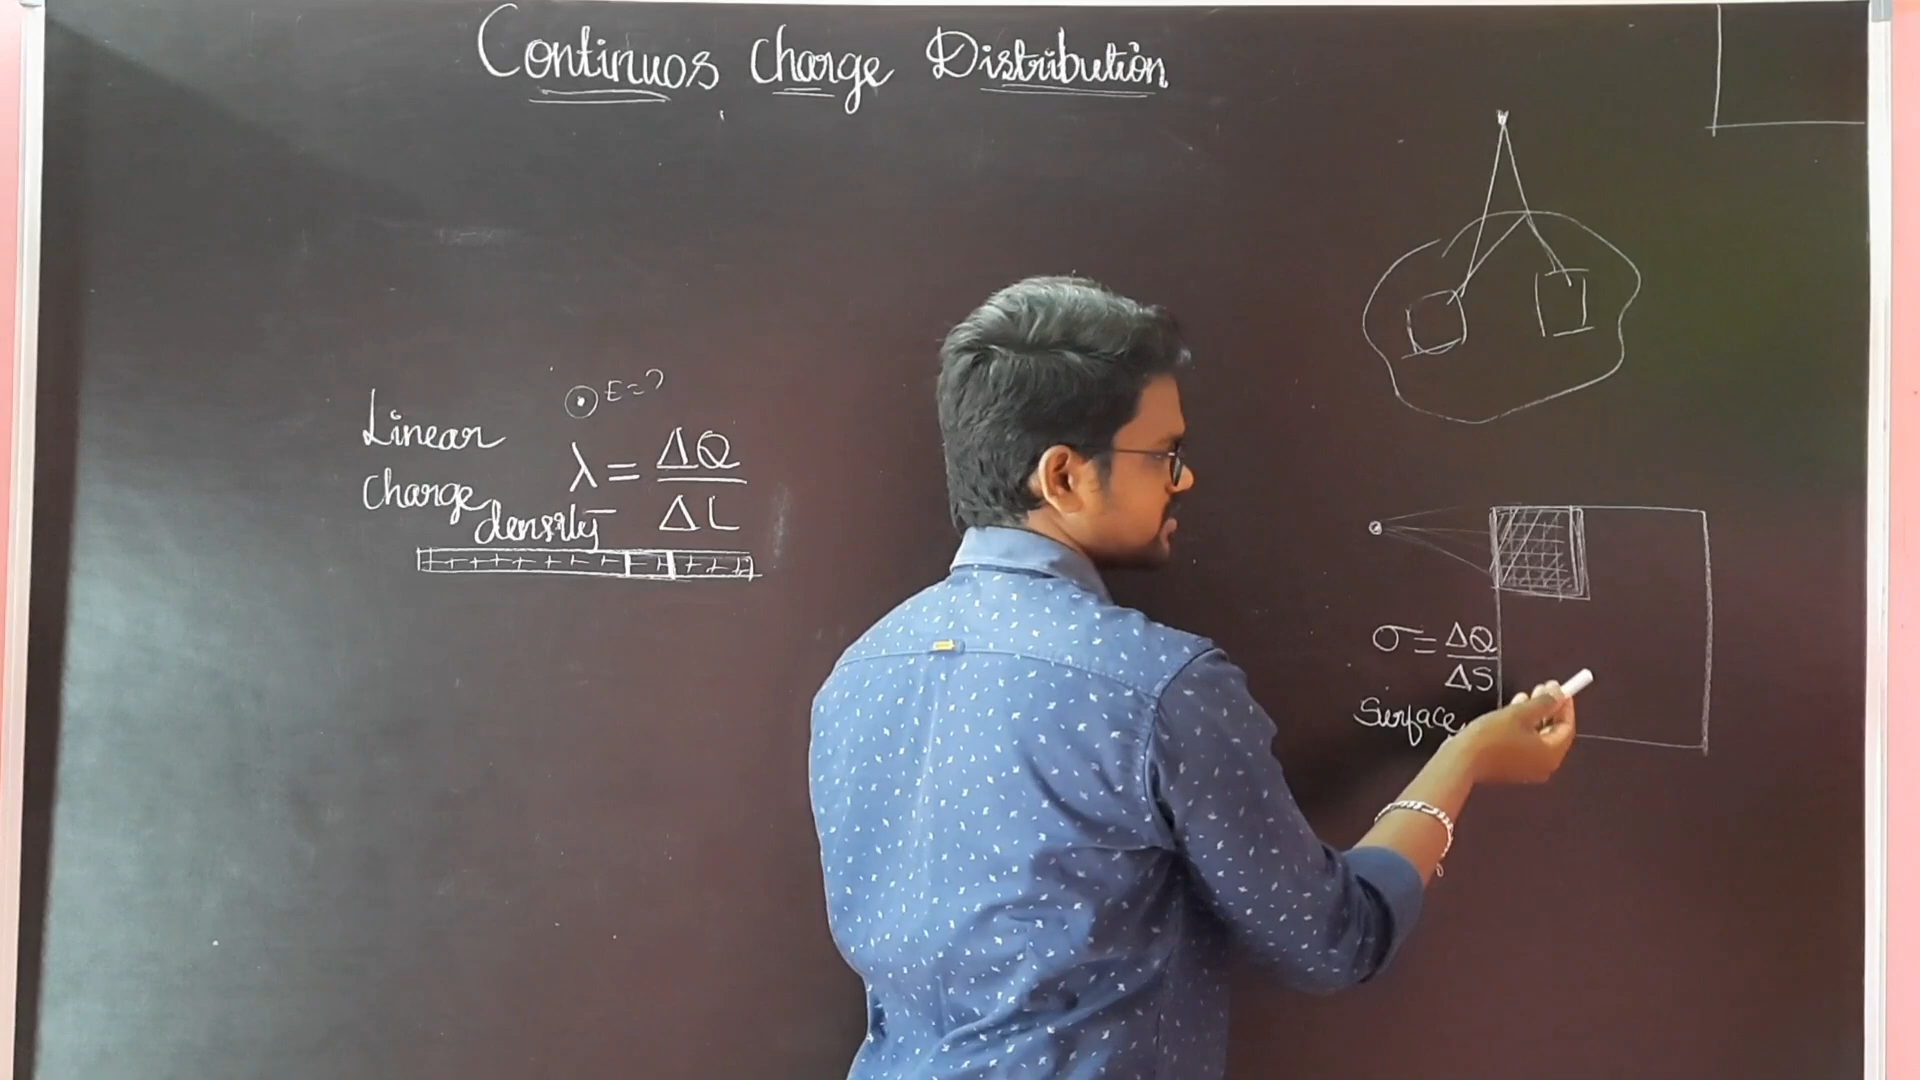 Continuos Charge Distribution
E=?
Linear
Charge
density
λ = ΔQ
ΔL
+ + + + + + + + + + + +
σ = ΔQ
ΔS
Surface